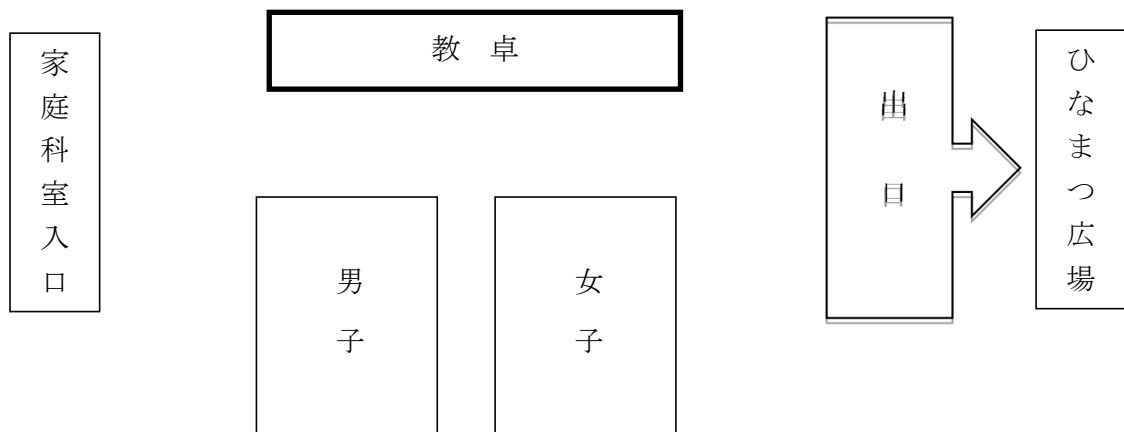 家庭科室入口
教 卓
出口
ひなまつ広場
男子
女子